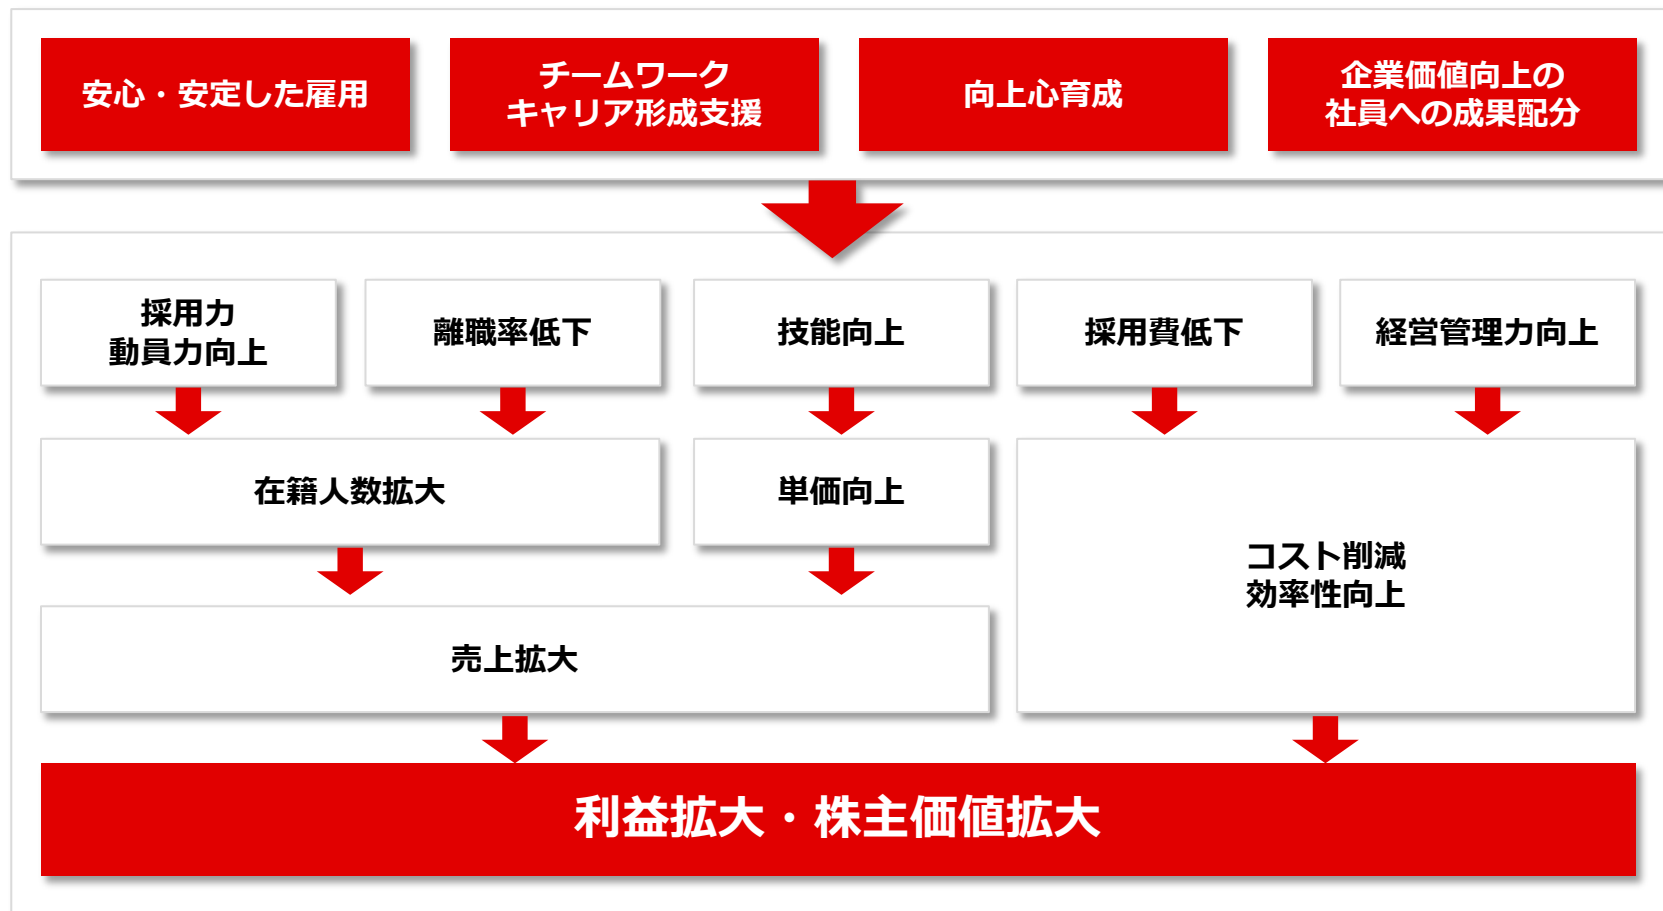 安心・安定した雇用
チームワーク
キャリア形成支援
向上心育成
企業価値向上の
社員への成果配分
採用力
動員力向上
離職率低下
技能向上
採用費低下
経営管理力向上
在籍人数拡大
単価向上
コスト削減
効率性向上
売上拡大
利益拡大・株主価値拡大